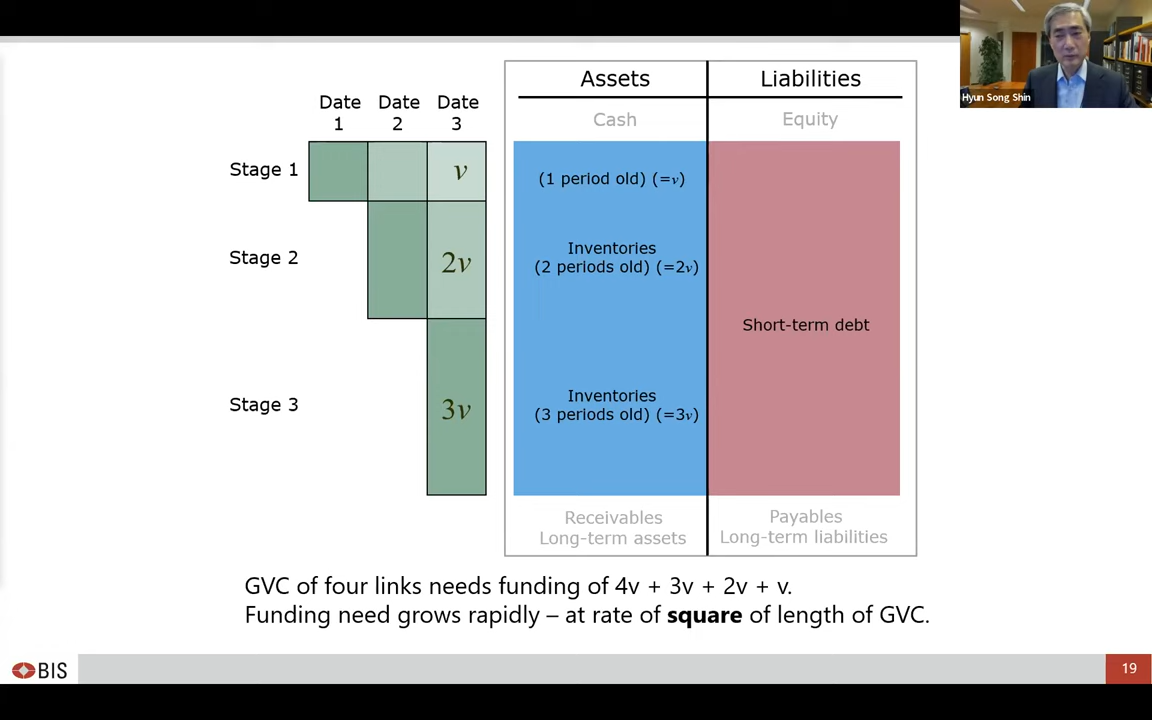 Hyun Song Shin
Date
1
Date
2
Date
3
Stage 1
v
Stage 2
2v
Stage 3
3v
Assets
Liabilities
Cash
Equity
(1 period old) (=v)
Inventories
(2 periods old) (=2v)
Inventories
(3 periods old) (=3v)
Short-term debt
Receivables
Long-term assets
Payables
Long-term liabilities
GVC of four links needs funding of 4v + 3v + 2v + v.
Funding need grows rapidly – at rate of square of length of GVC.
BIS
19